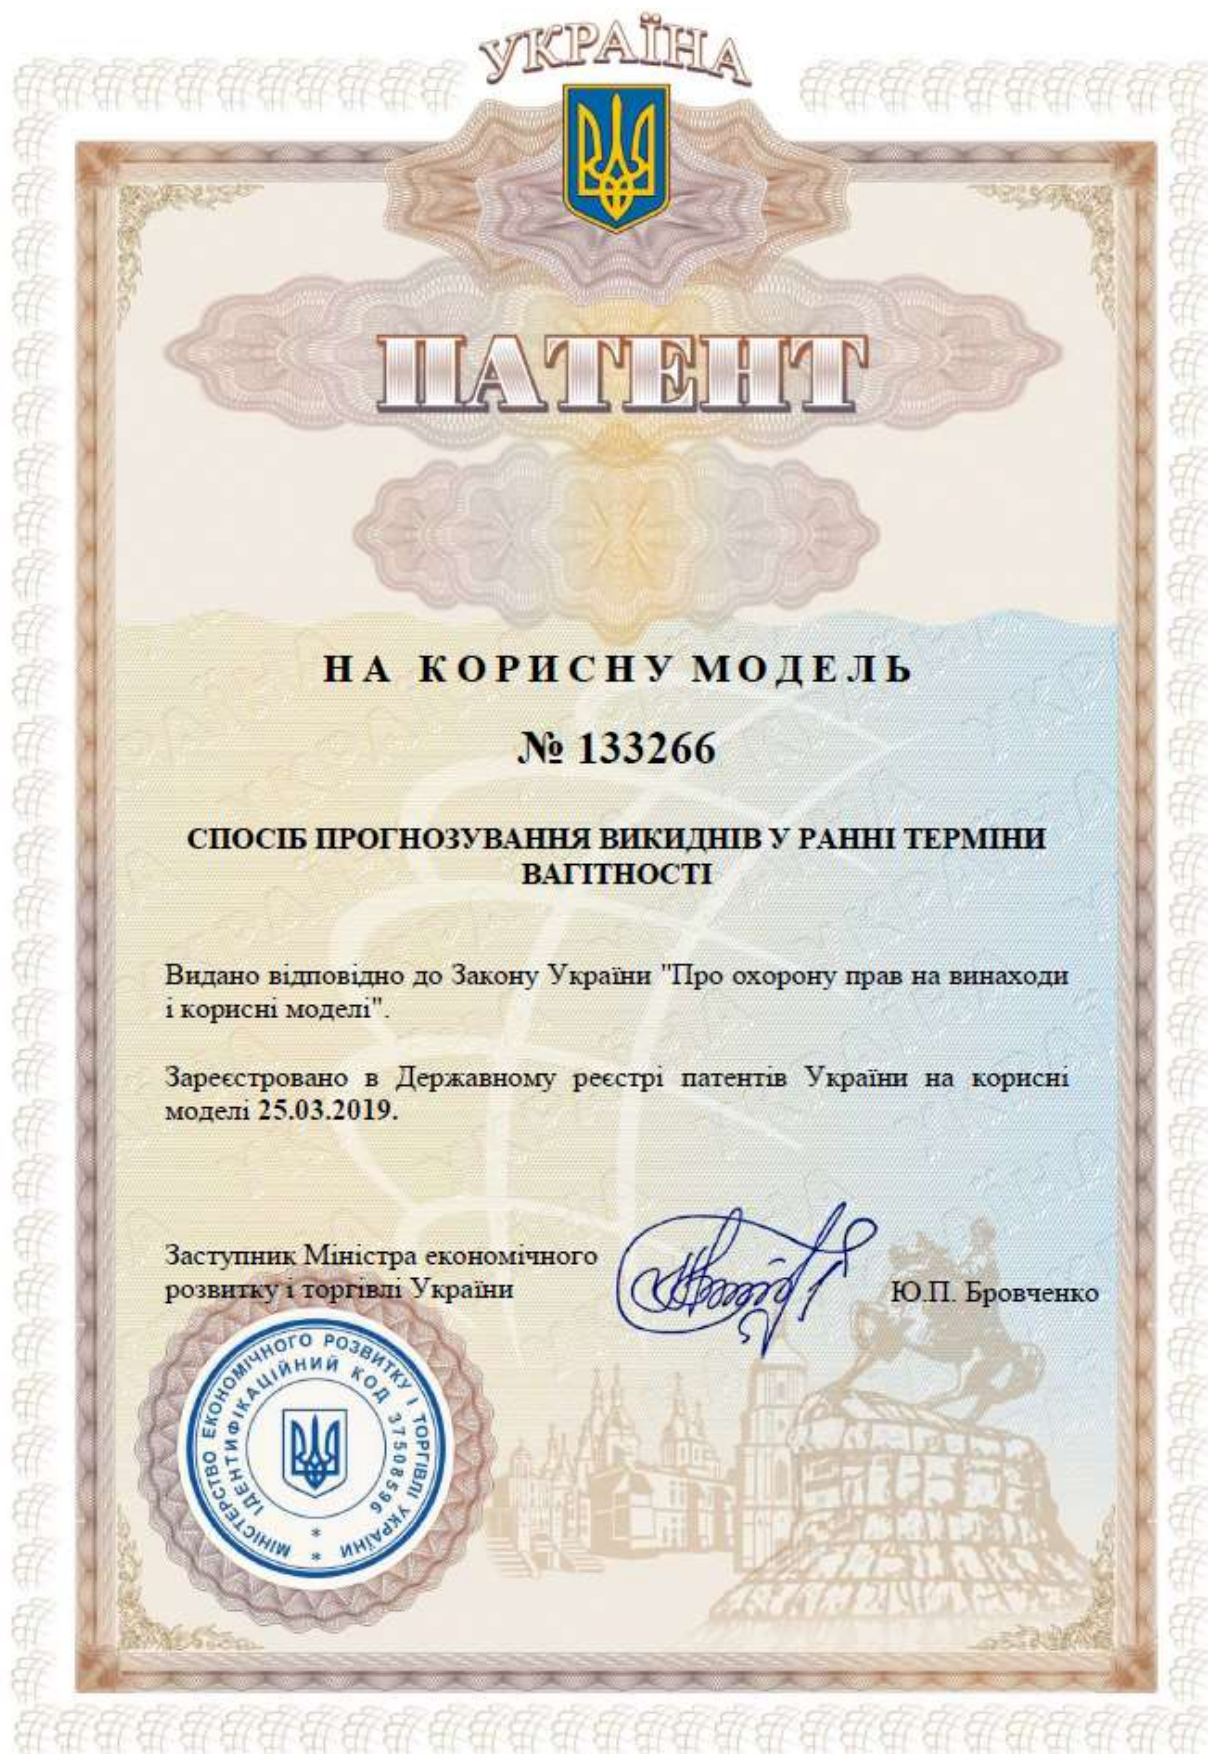 УКРАЇНА
ПАТЕНТ
НА КОРИСНУ МОДЕЛЬ
№ 133266
СПОСІБ ПРОГНОЗУВАННЯ ВИКИДНІВ У РАННІ ТЕРМІНИ
ВАГІТНОСТІ
Видано відповідно до Закону України "Про охорону прав на винаходи
і корисні моделі".
Зареєстровано в Державному реєстрі патентів України на корисні
моделі 25.03.2019.
Заступник Міністра економічного
розвитку і торгівлі України
Ю.П. Бровченко
МІНІСТЕРСТВО ЕКОНОМІЧНОГО РОЗВИТКУ І ТОРГІВЛІ УКРАЇНИ
ІДЕНТИФІКАЦІЙНИЙ КОД 37508596